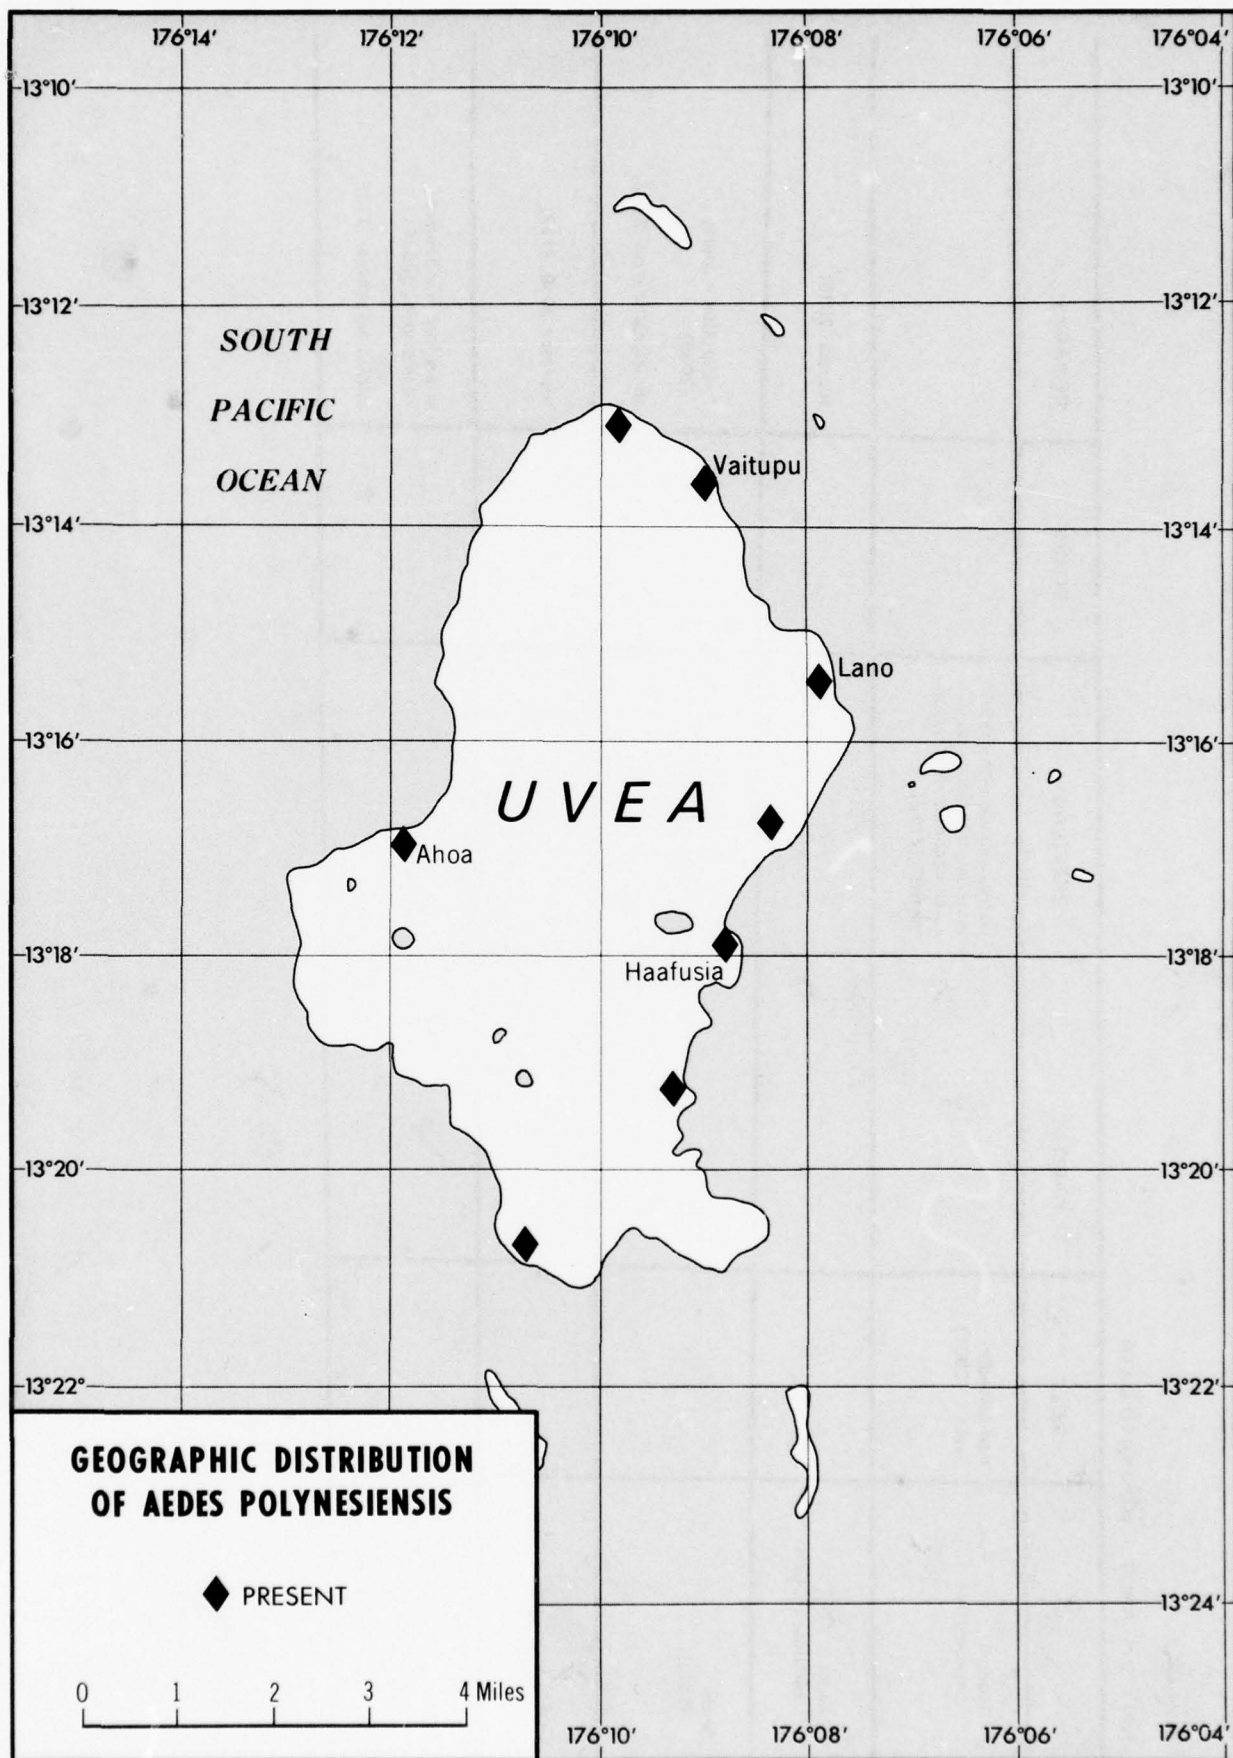 176°14′ 176°12′ 176°10′ 176°08′ 176°06′ 176°04′
13°10′ 13°10′
13°12′ 13°12′
SOUTH
PACIFIC
OCEAN
Vaitupu
13°14′ 13°14′
Lano
13°16′ 13°16′
UVEA
Ahoa
13°18′ 13°18′
Haafusia
13°20′ 13°20′
13°22° 13°22′
GEOGRAPHIC DISTRIBUTION
OF AEDES POLYNESIENSIS
PRESENT
13°24′
0 1 2 3 4 Miles
176°10′ 176°08′ 176°06′ 176°04′